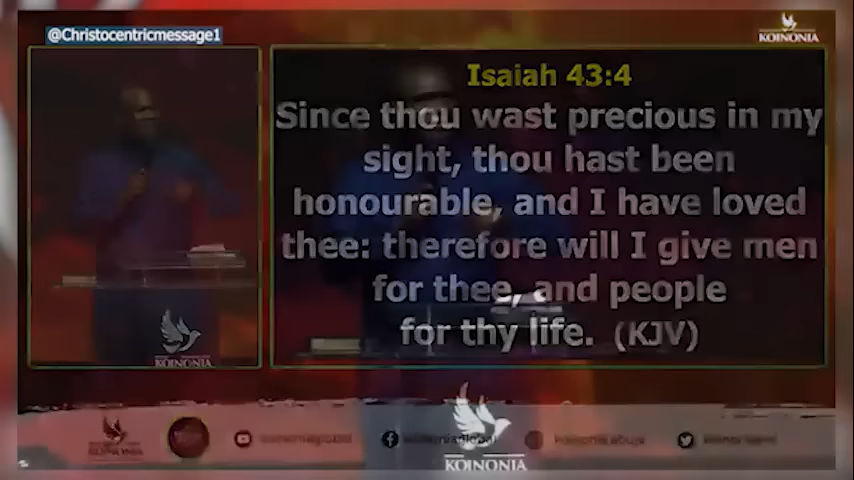 @Christocentricmessage1
KOINONIA
Isaiah 43:4
Since thou wast precious in my
sight, thou hast been
honourable, and I have loved
thee: therefore will I give men
for thee, and people
for thy life. (KJV)
KOINONIA
KOINONIA